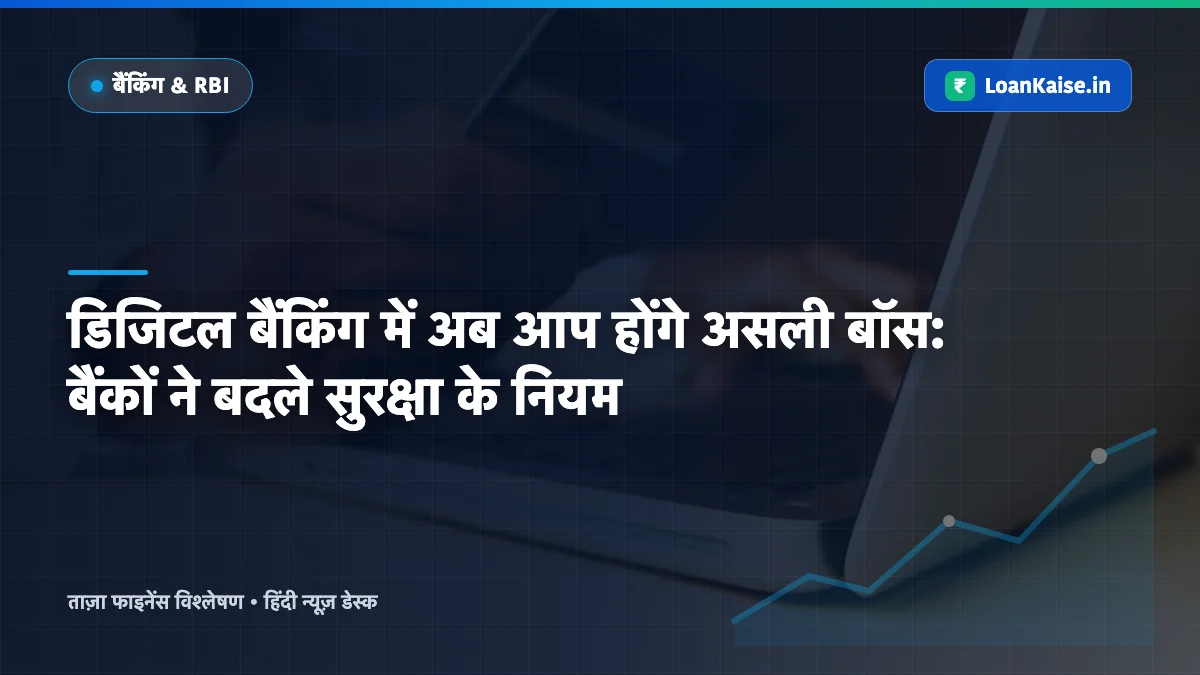 बैंकिंग & RBI
₹ LoanKaise.in
डिजिटल बैंकिंग में अब आप होंगे असली बॉस:
बैंकों ने बदले सुरक्षा के नियम
ताज़ा फाइनेंस विश्लेषण • हिंदी न्यूज़ डेस्क